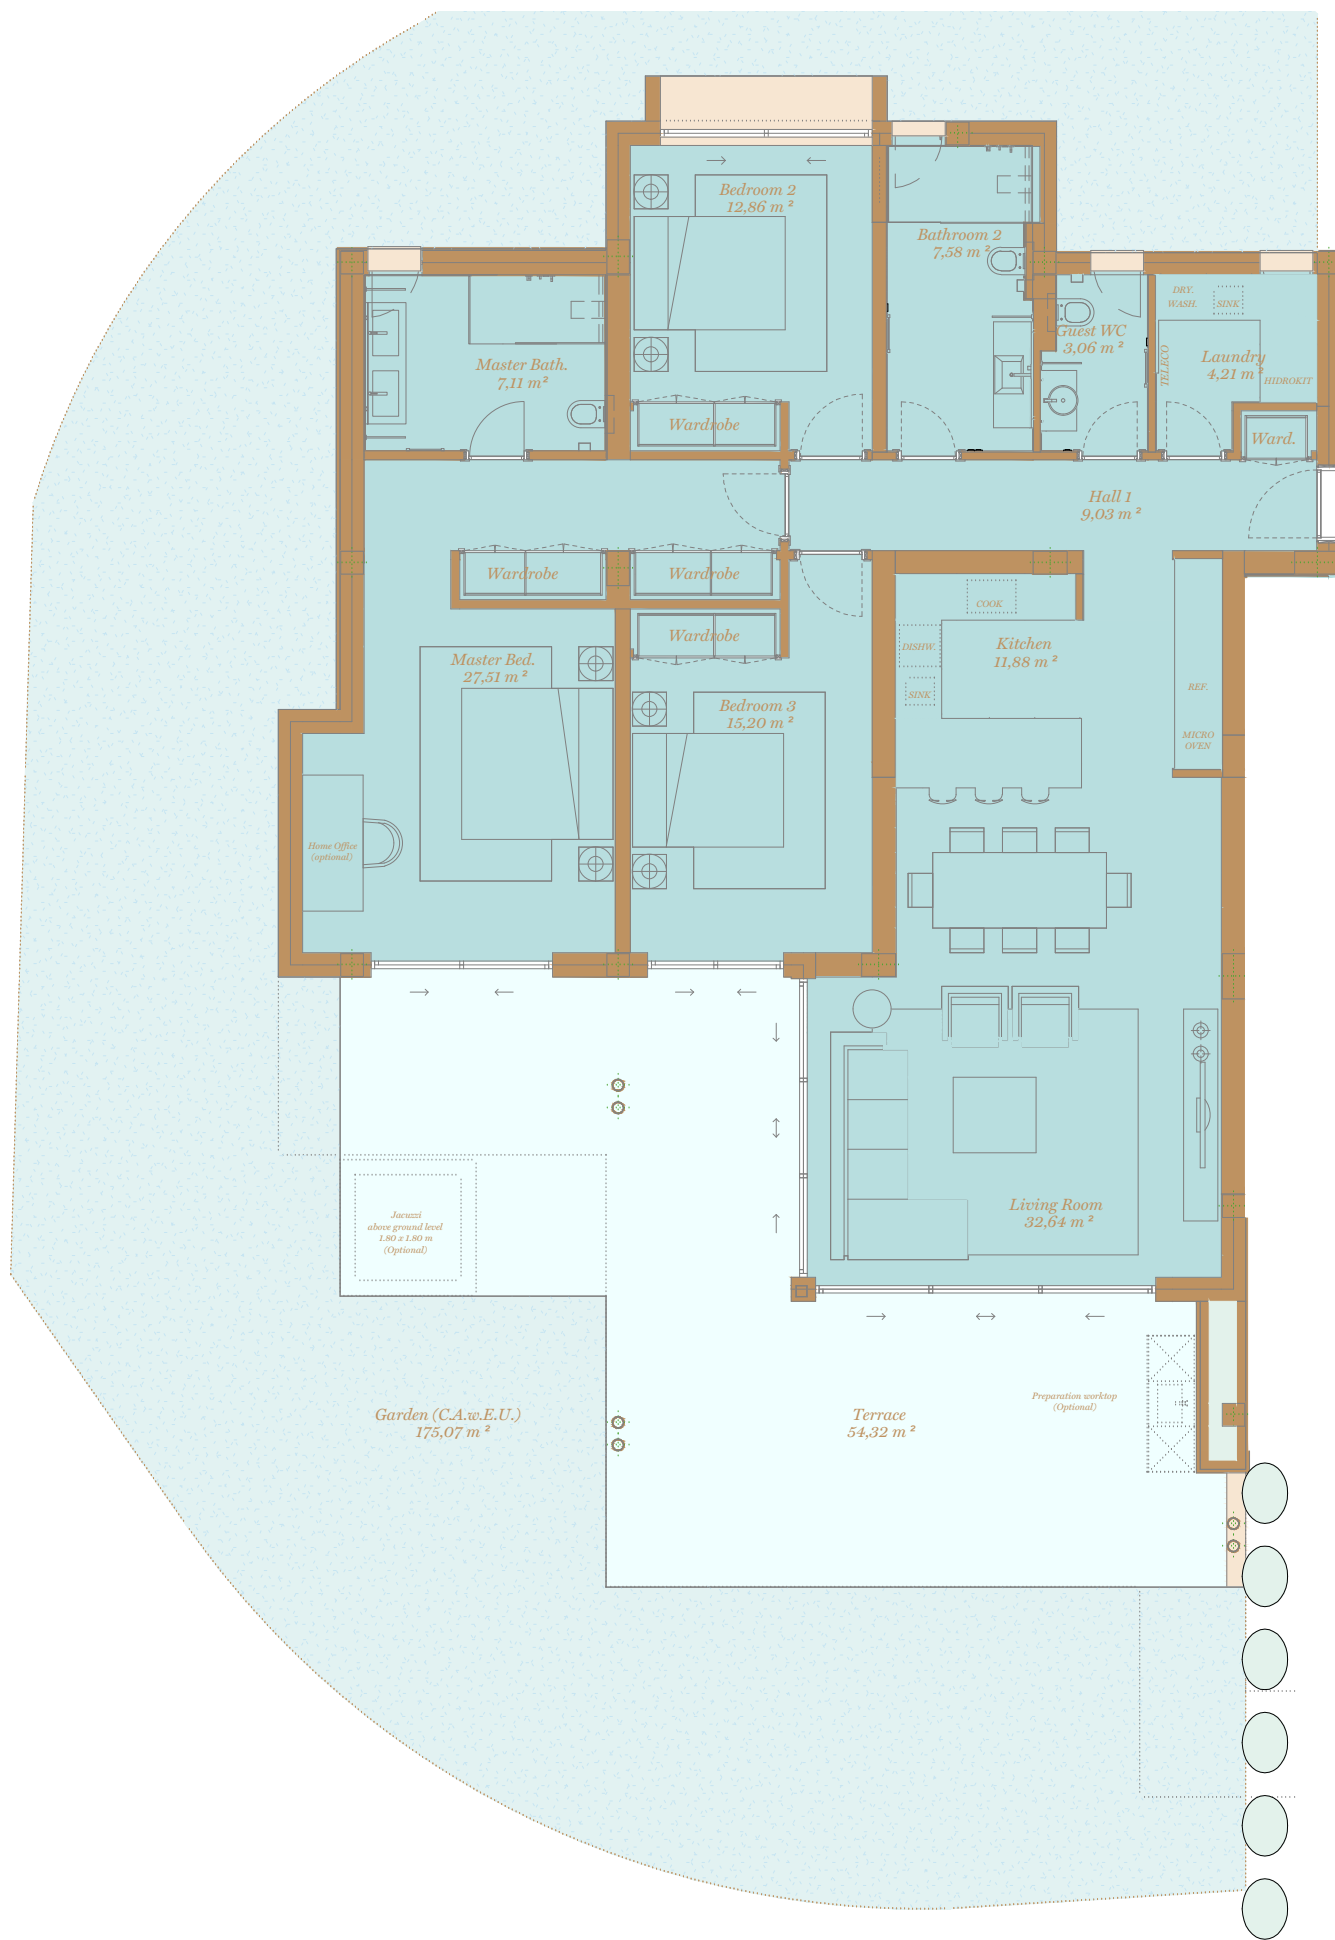 Bedroom 2
12,86 m²
Bathroom 2
7,58 m²
DRY.
WASH.
SINK
Guest WC
3,06 m²
TELECO
Laundry
4,21 m²
HIDROKIT
Master Bath.
7,11 m²
Wardrobe
Ward.
Hall 1
9,03 m²
Wardrobe
Wardrobe
Wardrobe
COOK
DISHW.
SINK
Kitchen
11,88 m²
REF.
MICRO
OVEN
Master Bed.
27,51 m²
Bedroom 3
15,20 m²
Home Office
(optional)
Living Room
32,64 m²
Jacuzzi
above ground level
1.80 x 1.80 m
(Optional)
Preparation worktop
(Optional)
Garden (C.A.w.E.U.)
175,07 m²
Terrace
54,32 m²